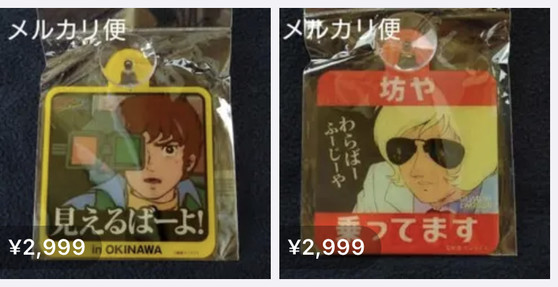 メルカリ便
見えるばーよ!
in OKINAWA
¥2,999
メルカリ便
坊や
わらばー
ふーじーや
乗ってます
¥2,999